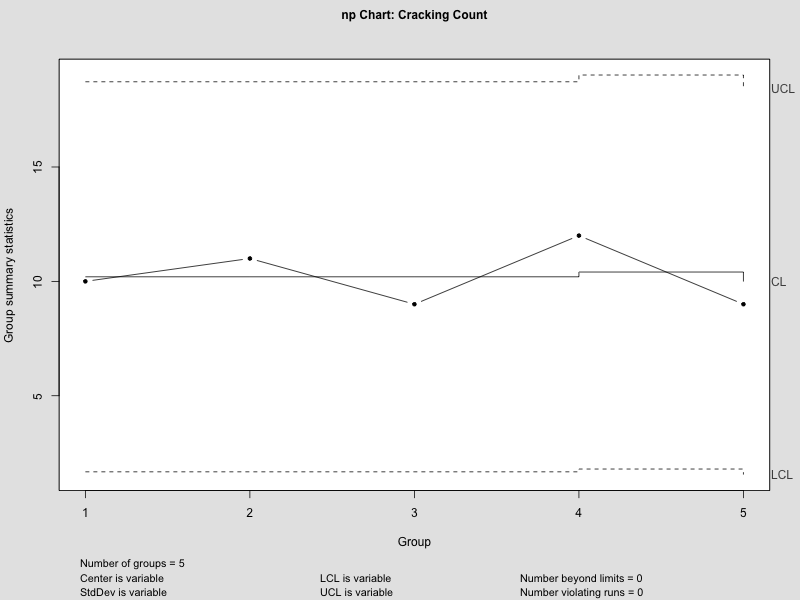 np Chart: Cracking Count
UCL
15
Group summary statistics
10
CL
5
LCL
1 2 3 4 5
Group
Number of groups = 5
Center is variable LCL is variable Number beyond limits = 0
StdDev is variable UCL is variable Number violating runs = 0